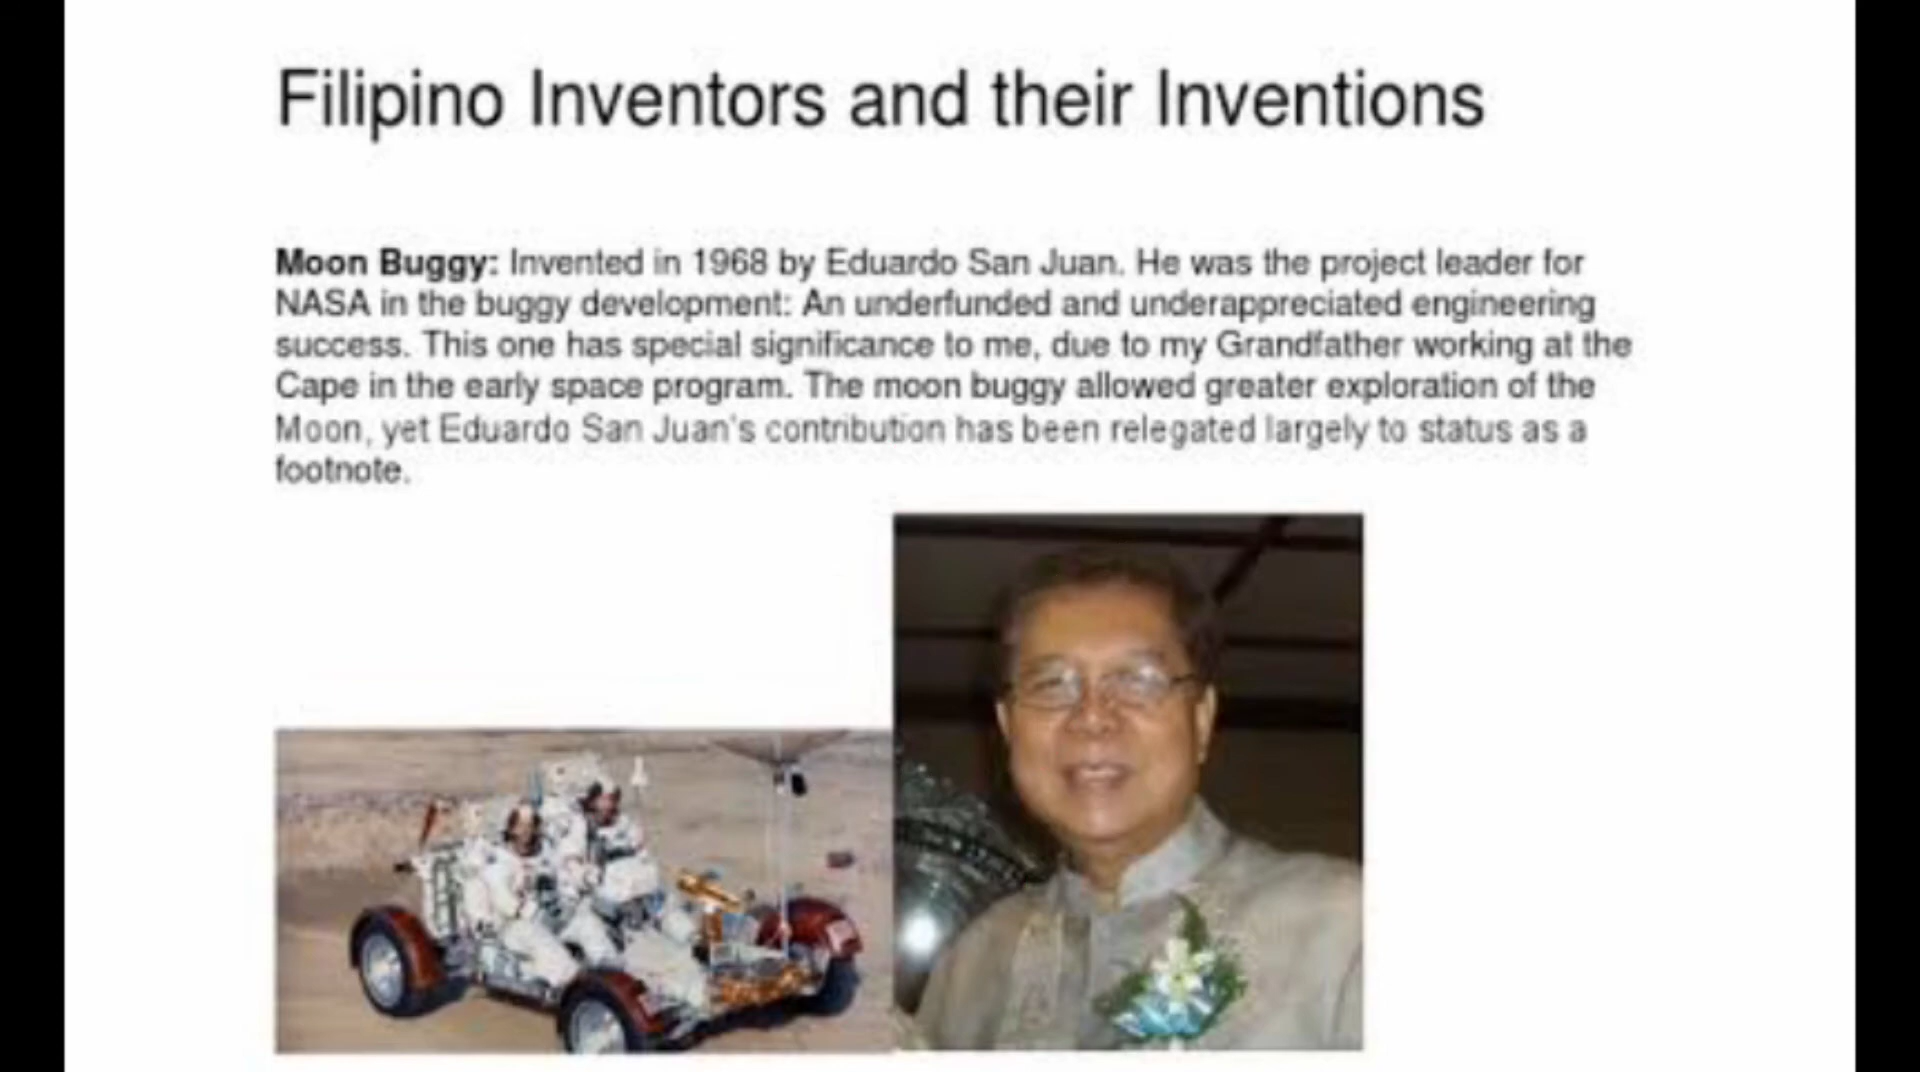 Filipino Inventors and their Inventions
Moon Buggy: Invented in 1968 by Eduardo San Juan. He was the project leader for
NASA in the buggy development: An underfunded and underappreciated engineering
success. This one has special significance to me, due to my Grandfather working at the
Cape in the early space program. The moon buggy allowed greater exploration of the
Moon, yet Eduardo San Juan's contribution has been relegated largely to status as a
footnote.